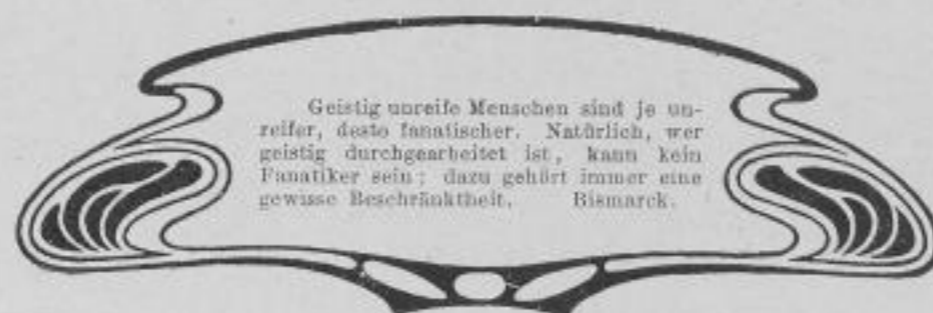 Geistig unreife Menschen sind je un-
reifer, desto fanatischer. Natürlich, wer
geistig durchgearbeitet ist, kann kein
Fanatiker sein; dazu gehört immer eine
gewisse Beschränktheit. Bismarck.